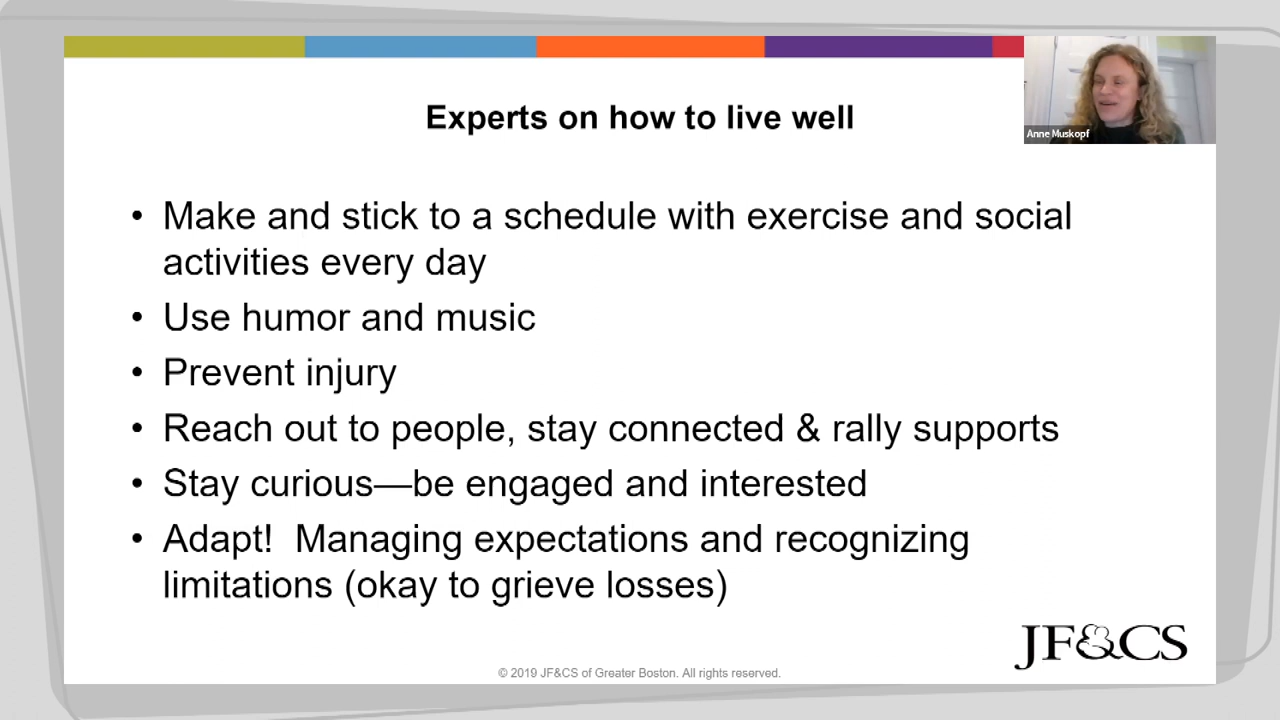 Experts on how to live well
Anne Muskopf
• Make and stick to a schedule with exercise and social
activities every day
• Use humor and music
• Prevent injury
• Reach out to people, stay connected & rally supports
• Stay curious—be engaged and interested
• Adapt!  Managing expectations and recognizing
limitations (okay to grieve losses)
JF&CS
© 2019 JF&CS of Greater Boston. All rights reserved.